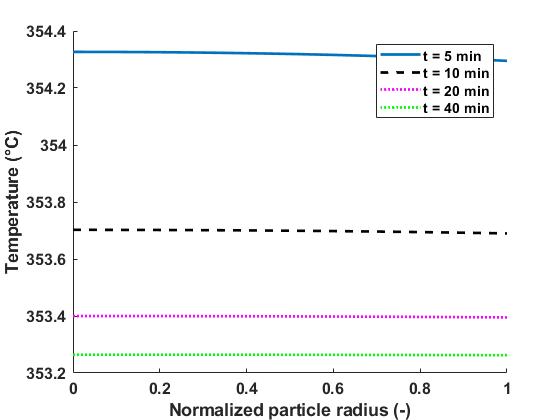 354.4
354.2
354
353.8
353.6
353.4
353.2
Temperature (°C)
t = 5 min
t = 10 min
t = 20 min
t = 40 min
0 0.2 0.4 0.6 0.8 1
Normalized particle radius (-)